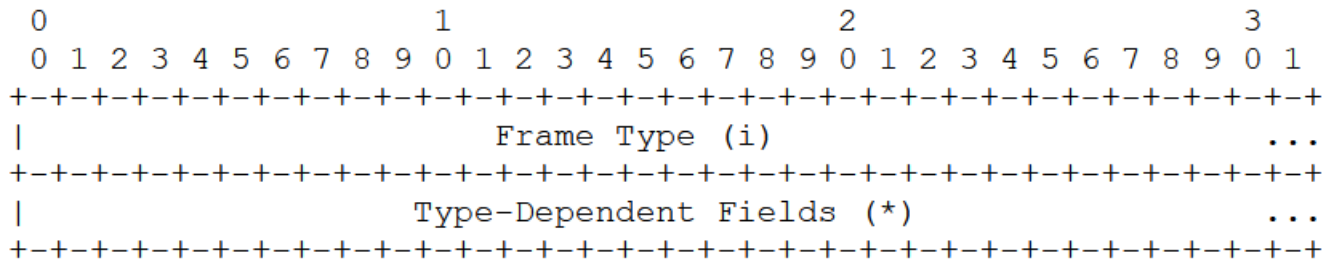 0                   1                   2                   3
 0 1 2 3 4 5 6 7 8 9 0 1 2 3 4 5 6 7 8 9 0 1 2 3 4 5 6 7 8 9 0 1
+-+-+-+-+-+-+-+-+-+-+-+-+-+-+-+-+-+-+-+-+-+-+-+-+-+-+-+-+-+-+-+-+
|                       Frame Type (i)                        ...
+-+-+-+-+-+-+-+-+-+-+-+-+-+-+-+-+-+-+-+-+-+-+-+-+-+-+-+-+-+-+-+-+
|                   Type-Dependent Fields (*)                 ...
+-+-+-+-+-+-+-+-+-+-+-+-+-+-+-+-+-+-+-+-+-+-+-+-+-+-+-+-+-+-+-+-+